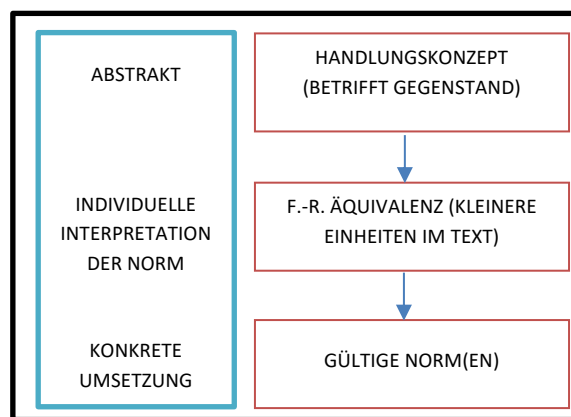 ABSTRAKT
INDIVIDUELLE
INTERPRETATION
DER NORM
KONKRETE
UMSETZUNG
HANDLUNGSKONZEPT
(BETRIFFT GEGENSTAND)
F.-R. ÄQUIVALENZ (KLEINERE
EINHEITEN IM TEXT)
GÜLTIGE NORM(EN)